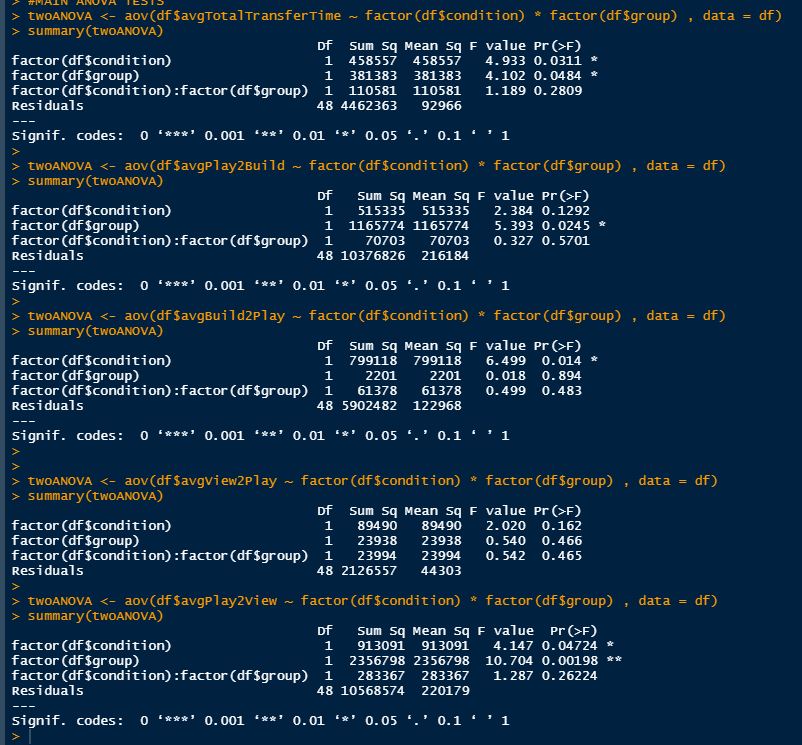 > #MAIN ANOVA TESTS
> twoANOVA <- aov(df$avgTotalTransferTime ~ factor(df$condition) * factor(df$group) , data = df)
> summary(twoANOVA)
                                      Df  Sum Sq Mean Sq F value Pr(>F)
factor(df$condition)                   1  458557  458557   4.933 0.0311 *
factor(df$group)                       1  381383  381383   4.102 0.0484 *
factor(df$condition):factor(df$group)  1  110581  110581   1.189 0.2809
Residuals                             48 4462363   92966
---
Signif. codes:  0 ‘***’ 0.001 ‘**’ 0.01 ‘*’ 0.05 ‘.’ 0.1 ‘ ’ 1
>
> twoANOVA <- aov(df$avgPlay2Build ~ factor(df$condition) * factor(df$group) , data = df)
> summary(twoANOVA)
                                      Df   Sum Sq Mean Sq F value Pr(>F)
factor(df$condition)                   1   515335  515335   2.384 0.1292
factor(df$group)                       1  1165774 1165774   5.393 0.0245 *
factor(df$condition):factor(df$group)  1    70703   70703   0.327 0.5701
Residuals                             48 10376826  216184
---
Signif. codes:  0 ‘***’ 0.001 ‘**’ 0.01 ‘*’ 0.05 ‘.’ 0.1 ‘ ’ 1
>
> twoANOVA <- aov(df$avgBuild2Play ~ factor(df$condition) * factor(df$group) , data = df)
> summary(twoANOVA)
                                      Df  Sum Sq Mean Sq F value Pr(>F)
factor(df$condition)                   1  799118  799118   6.499  0.014 *
factor(df$group)                       1    2201    2201   0.018  0.894
factor(df$condition):factor(df$group)  1   61378   61378   0.499  0.483
Residuals                             48 5902482  122968
---
Signif. codes:  0 ‘***’ 0.001 ‘**’ 0.01 ‘*’ 0.05 ‘.’ 0.1 ‘ ’ 1
>
>
> twoANOVA <- aov(df$avgView2Play ~ factor(df$condition) * factor(df$group) , data = df)
> summary(twoANOVA)
                                      Df  Sum Sq Mean Sq F value Pr(>F)
factor(df$condition)                   1   89490   89490   2.020  0.162
factor(df$group)                       1   23938   23938   0.540  0.466
factor(df$condition):factor(df$group)  1   23994   23994   0.542  0.465
Residuals                             48 2126557   44303
>
> twoANOVA <- aov(df$avgPlay2View ~ factor(df$condition) * factor(df$group) , data = df)
> summary(twoANOVA)
                                      Df   Sum Sq Mean Sq F value  Pr(>F)
factor(df$condition)                   1   913091  913091   4.147 0.04724 *
factor(df$group)                       1  2356798 2356798  10.704 0.00198 **
factor(df$condition):factor(df$group)  1   283367  283367   1.287 0.26224
Residuals                             48 10568574  220179
---
Signif. codes:  0 ‘***’ 0.001 ‘**’ 0.01 ‘*’ 0.05 ‘.’ 0.1 ‘ ’ 1
>